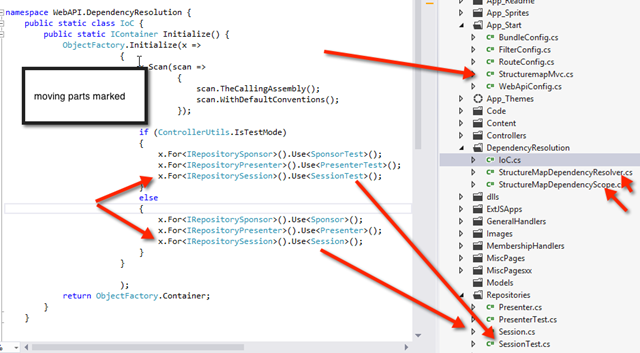 namespace WebAPI.DependencyResolution {
public static class IoC {
public static IContainer Initialize() {
ObjectFactory.Initialize(x =>
{
.Scan(scan =>
{
scan.TheCallingAssembly();
scan.WithDefaultConventions();
});
moving parts marked
if (ControllerUtils.IsTestMode)
{
x.For<IRepositorySponsor>().Use<SponsorTest>();
x.For<IRepositoryPresenter>().Use<PresenterTest>();
x.For<IRepositorySession>().Use<SessionTest>();
}
else
{
x.For<IRepositorySponsor>().Use<Sponsor>();
x.For<IRepositoryPresenter>().Use<Presenter>();
x.For<IRepositorySession>().Use<Session>();
}
}
);
return ObjectFactory.Container;
}
}
App_Readme
App_Sprites
App_Start
C# BundleConfig.cs
C# FilterConfig.cs
C# RouteConfig.cs
C# StructuremapMvc.cs
C# WebApiConfig.cs
App_Themes
Code
Content
Controllers
DependencyResolution
C# IoC.cs
C# StructureMapDependencyResolver.cs
C# StructureMapDependencyScope.cs
dlls
ExtJSApps
GeneralHandlers
Images
MembershipHandlers
MiscPages
MiscPagesxx
Models
Repositories
C# Presenter.cs
C# PresenterTest.cs
C# Session.cs
C# SessionTest.cs